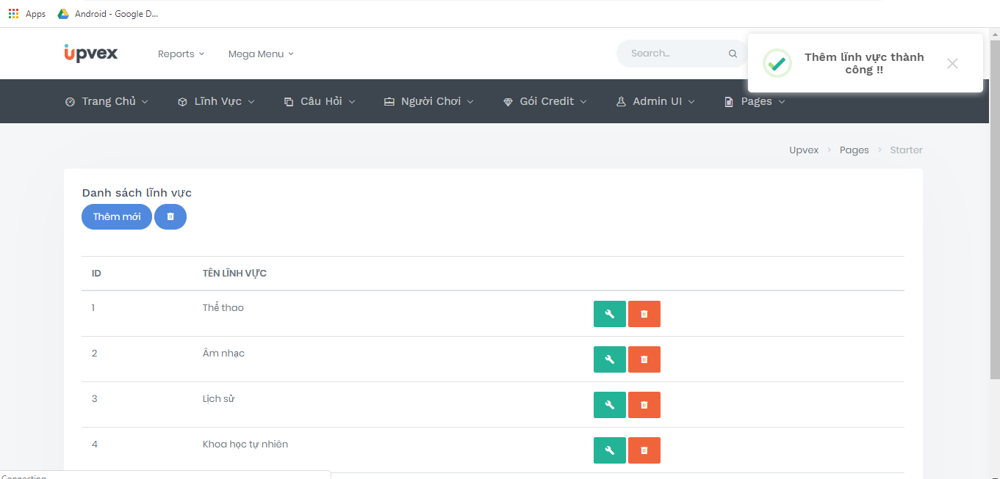 Apps Android - Google D...
upvex Reports Mega Menu Search...
Thêm lĩnh vực thành
công !!
Trang Chủ Lĩnh Vực Câu Hỏi Người Chơi Gói Credit Admin UI Pages
Upvex > Pages > Starter
Danh sách lĩnh vực
Thêm mới
ID TÊN LĨNH VỰC
1 Thể thao
2 Âm nhạc
3 Lịch sử
4 Khoa học tự nhiên
Connecting...